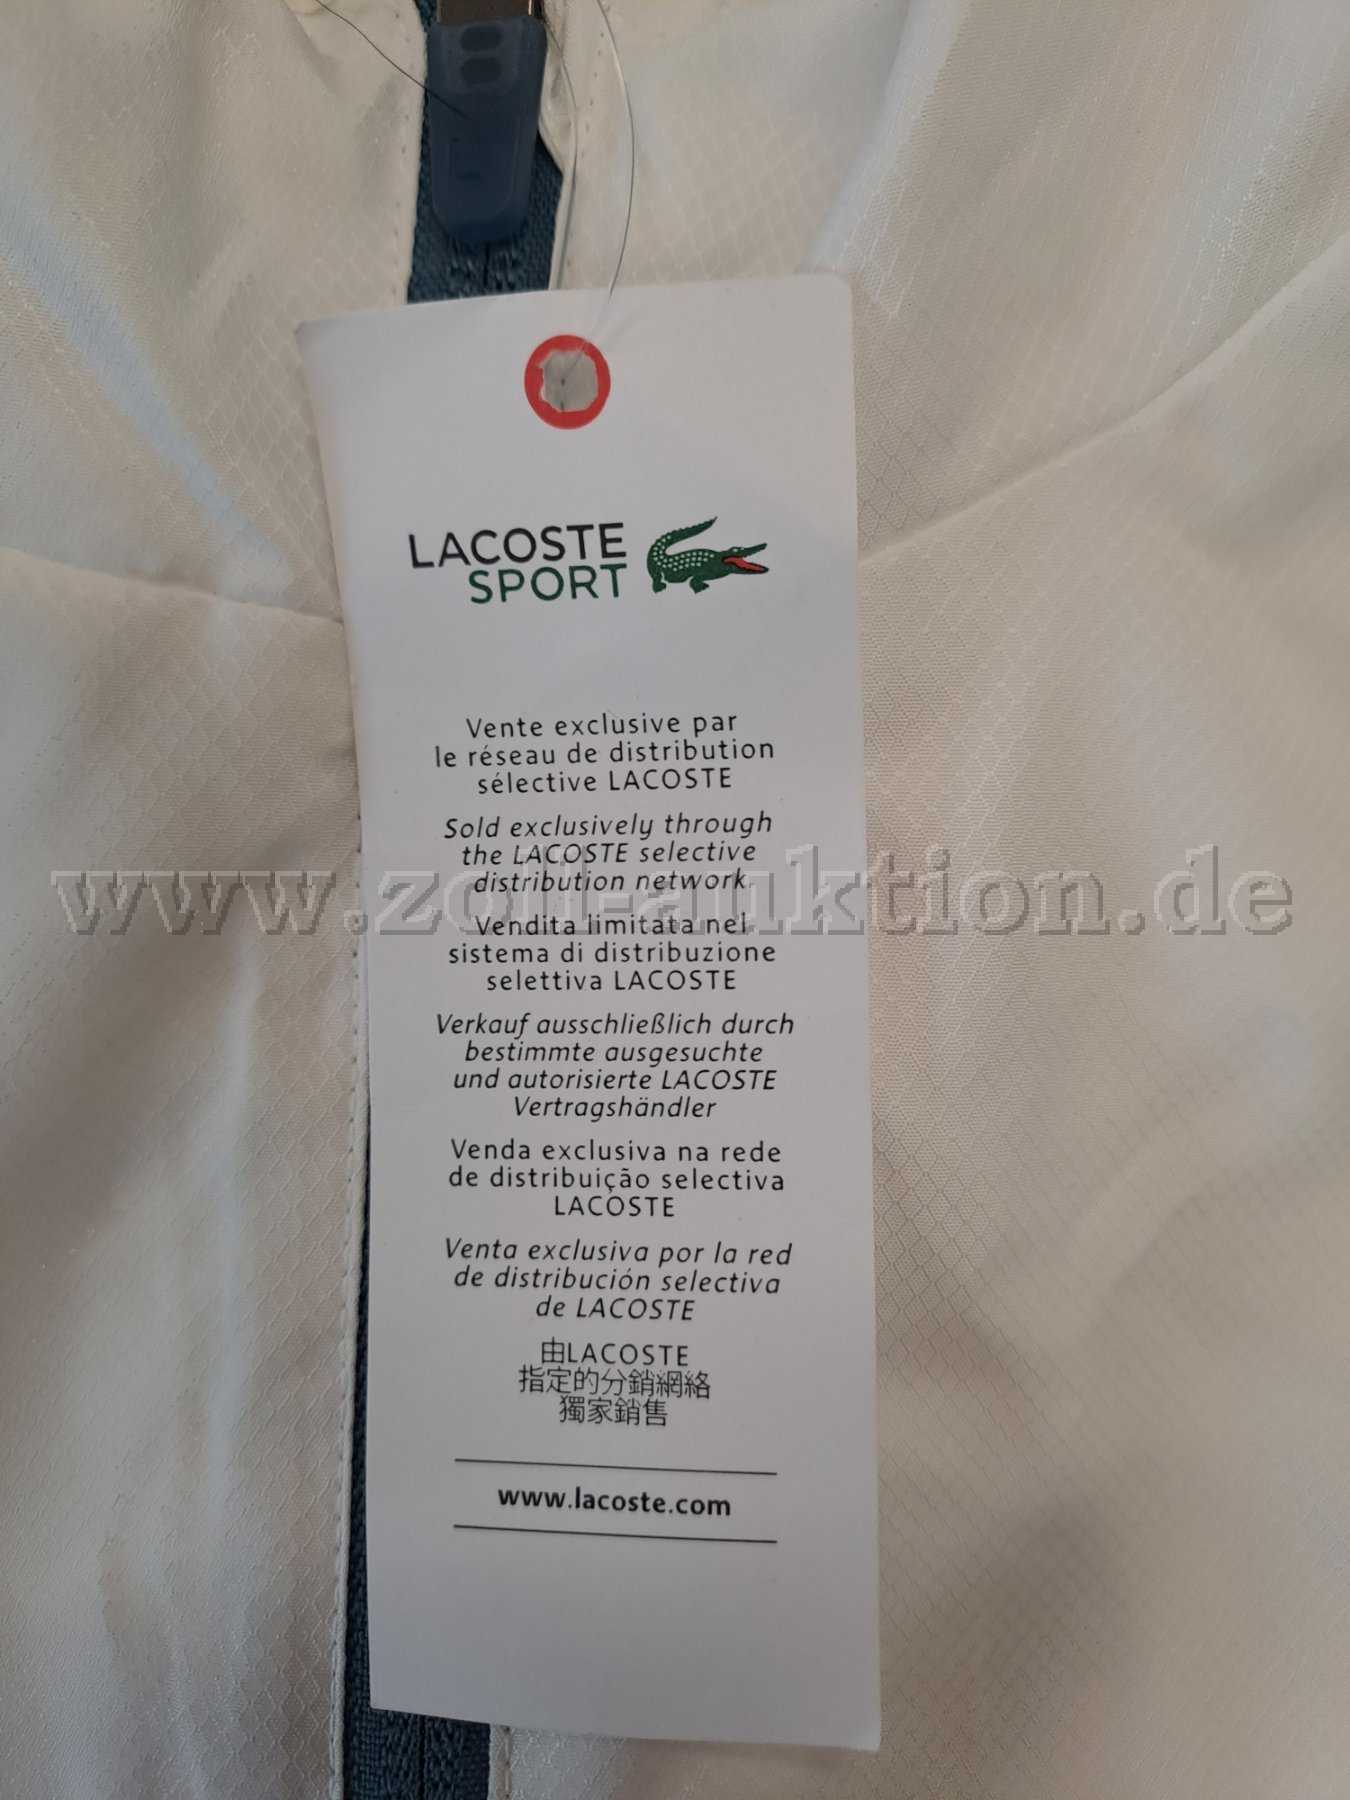 LACOSTE
SPORT
Vente exclusive par
le réseau de distribution
sélective LACOSTE
Sold exclusively through
the LACOSTE selective
distribution network.
www.zoll-auktion.de
Vendita limitata nel
sistema di distribuzione
selettiva LACOSTE
Verkauf ausschließlich durch
bestimmte ausgesuchte
und autorisierte LACOSTE
Vertragshändler
Venda exclusiva na rede
de distribuição selectiva
LACOSTE
Venta exclusiva por la red
de distribución selectiva
de LACOSTE
由LACOSTE
指定的分銷網絡
獨家銷售
www.lacoste.com